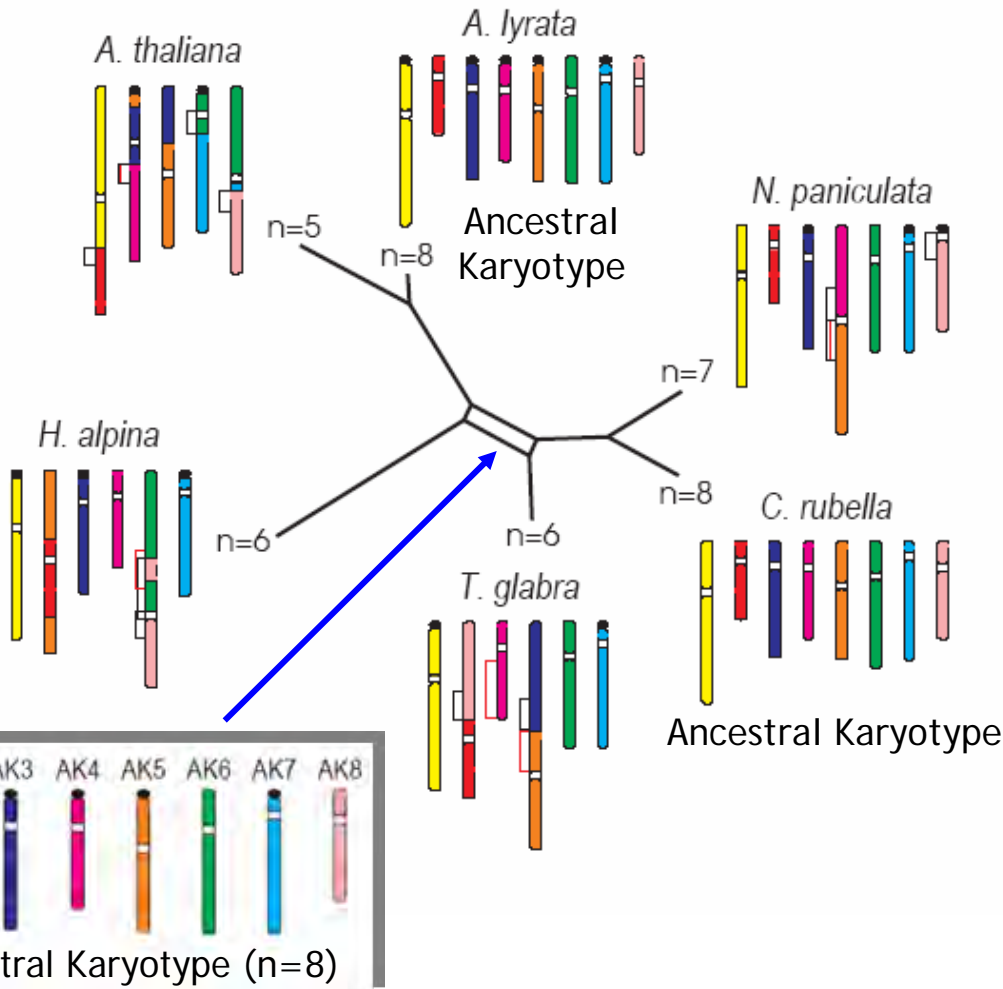 A. thaliana
A. lyrata
N. paniculata
Ancestral
Karyotype
n=5
n=8
n=7
H. alpina
n=6
n=6
n=8
C. rubella
T. glabra
Ancestral Karyotype
AK3 AK4 AK5 AK6 AK7 AK8
stral Karyotype (n=8)